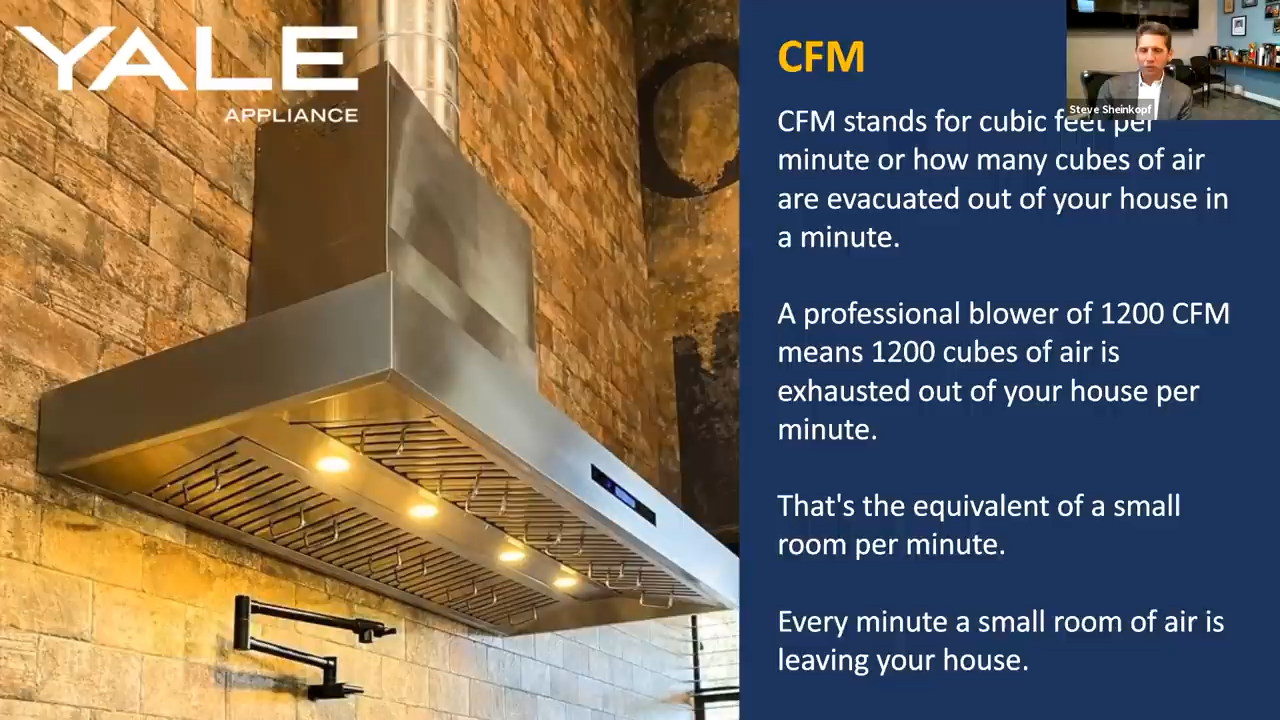 YALE
APPLIANCE
CFM
Steve Sheinkopf
CFM stands for cubic feet per
minute or how many cubes of air
are evacuated out of your house in
a minute.
A professional blower of 1200 CFM
means 1200 cubes of air is
exhausted out of your house per
minute.
That's the equivalent of a small
room per minute.
Every minute a small room of air is
leaving your house.